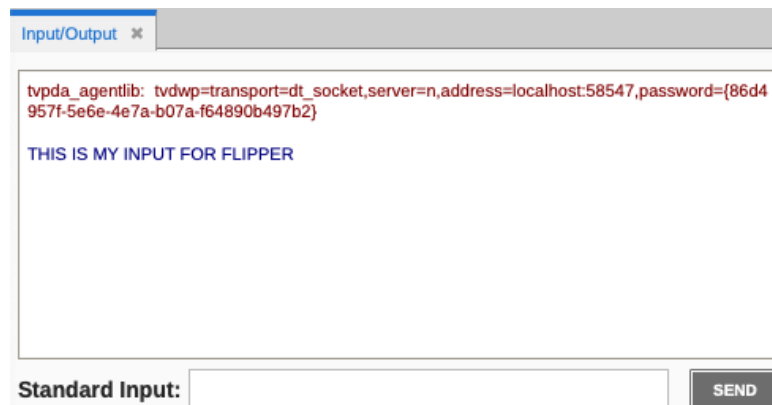 Input/Output ✖
tvpda_agentlib: tvdwp=transport=dt_socket,server=n,address=localhost:58547,password={86d4
957f-5e6e-4e7a-b07a-f64890b497b2}
THIS IS MY INPUT FOR FLIPPER
Standard Input:
SEND